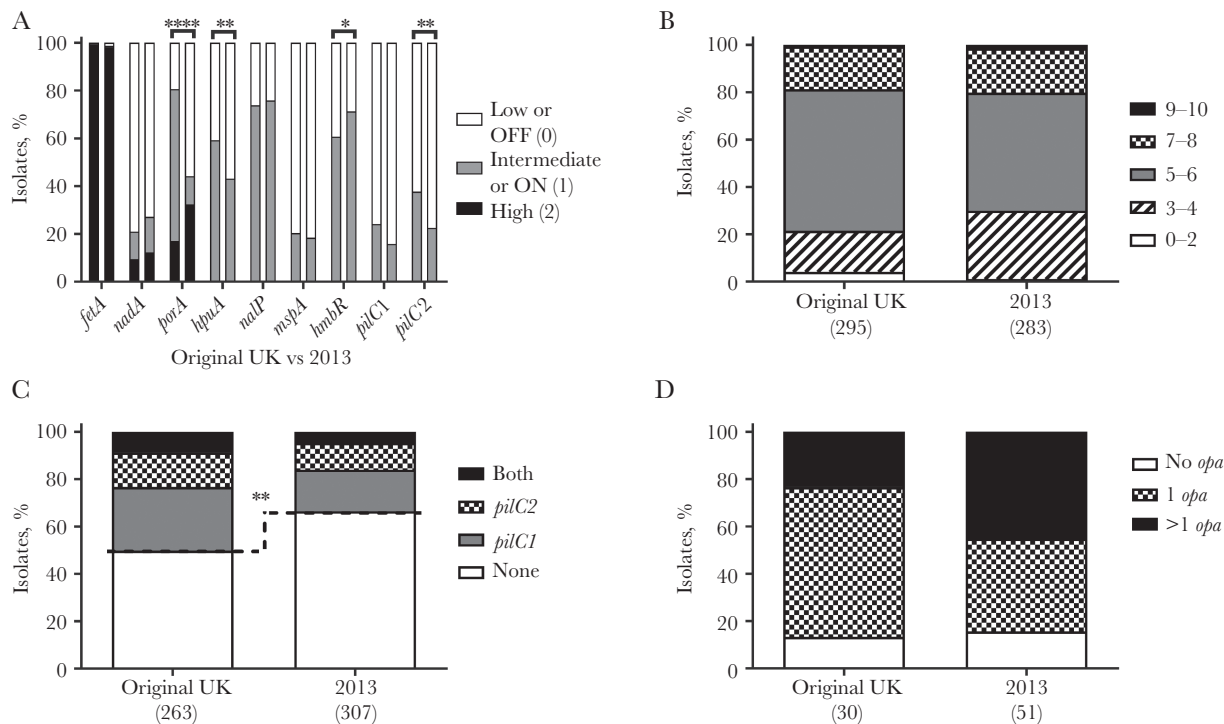 A
Isolates, %
100
80
60
40
20
0
**** ** * **
fetA nadA porA hpuA nalP mspA hmbR pilC1 pilC2
Original UK vs 2013
Low or
OFF (0)
Intermediate
or ON (1)
High (2)
B
Isolates, %
100
80
60
40
20
0
Original UK 2013
(295) (283)
9–10
7–8
5–6
3–4
0–2
C
Isolates, %
100
80
60
40
20
0
**
Original UK 2013
(263) (307)
Both
pilC2
pilC1
None
D
Isolates, %
100
80
60
40
20
0
Original UK 2013
(30) (51)
No opa
1 opa
>1 opa